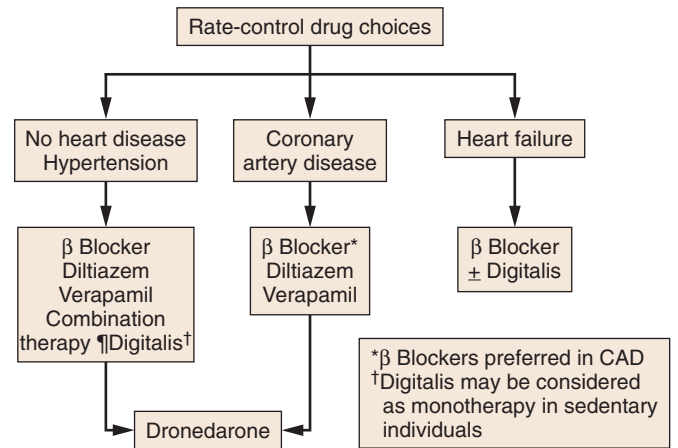 Rate-control drug choices
No heart disease
Hypertension
Coronary
artery disease
Heart failure
β Blocker
Diltiazem
Verapamil
Combination
therapy ¶Digitalis†
β Blocker*
Diltiazem
Verapamil
β Blocker
± Digitalis
Dronedarone
*β Blockers preferred in CAD
†Digitalis may be considered
as monotherapy in sedentary
individuals